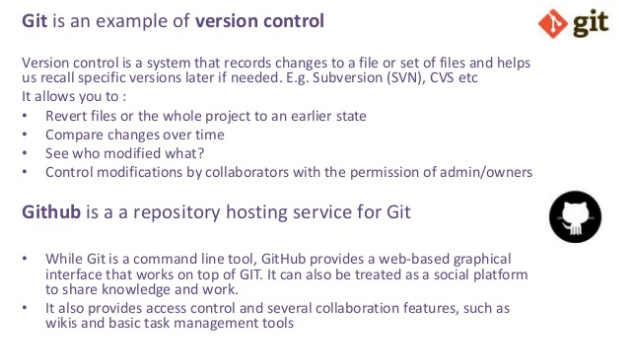 Git is an example of version control
git
Version control is a system that records changes to a file or set of files and helps
us recall specific versions later if needed. E.g. Subversion (SVN), CVS etc
It allows you to :
• Revert files or the whole project to an earlier state
• Compare changes over time
• See who modified what?
• Control modifications by collaborators with the permission of admin/owners
Github is a a repository hosting service for Git
• While Git is a command line tool, GitHub provides a web-based graphical
interface that works on top of GIT. It can also be treated as a social platform
to share knowledge and work.
• It also provides access control and several collaboration features, such as
wikis and basic task management tools